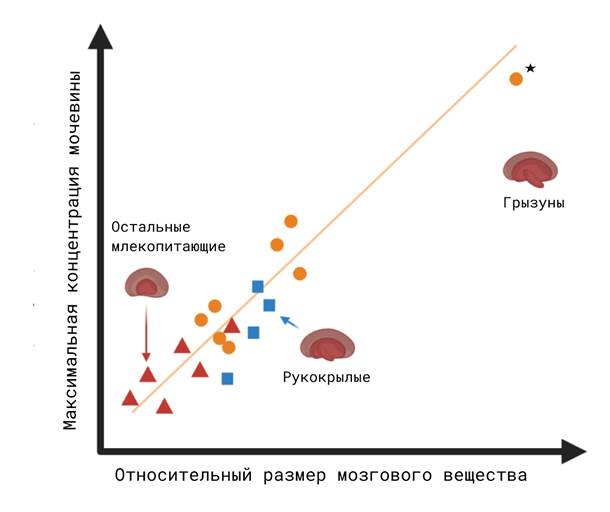 Максимальная концентрация мочевины
Остальные
млекопитающие
Грызуны
Рукокрылые
Относительный размер мозгового вещества